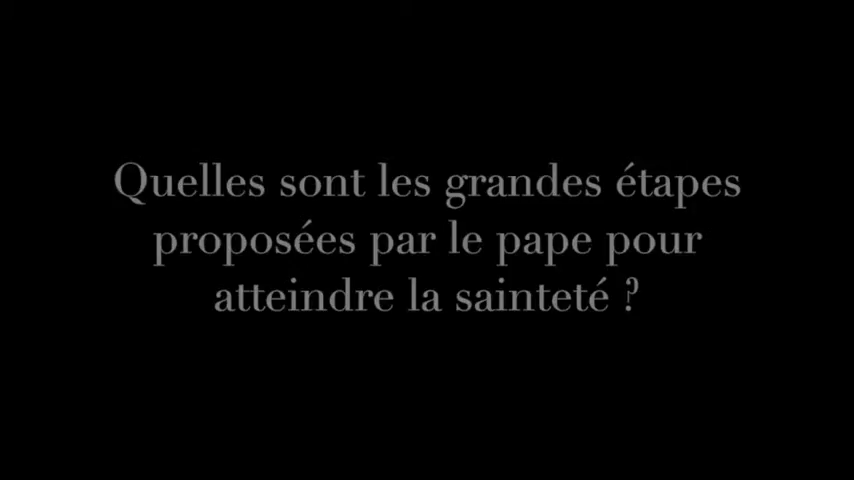 Quelles sont les grandes étapes
proposées par le pape pour
atteindre la sainteté ?